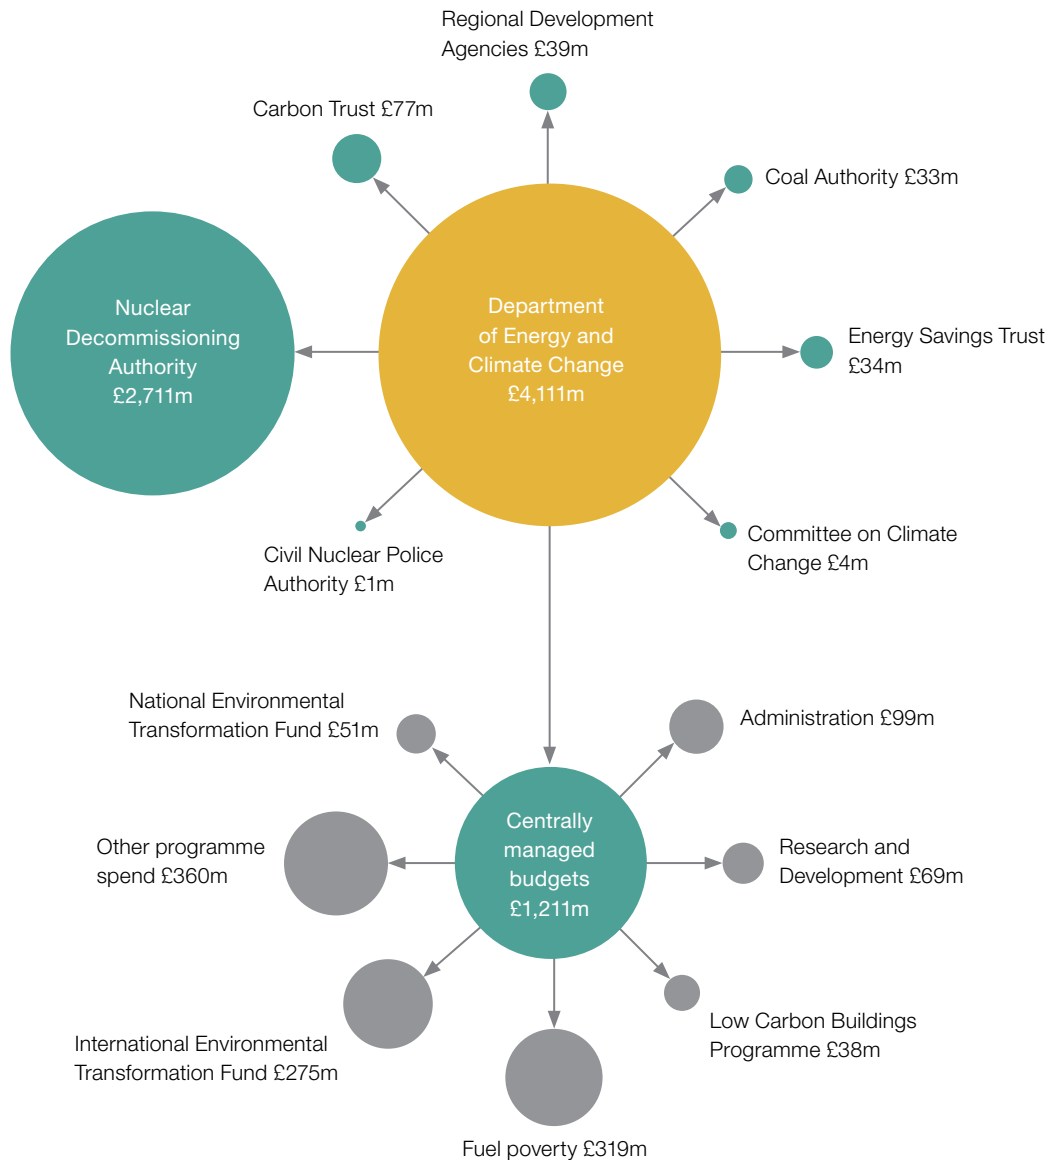 Regional Development
Agencies £39m
Carbon Trust £77m
Coal Authority £33m
Nuclear
Decommissioning
Authority
£2,711m
Department
of Energy and
Climate Change
£4,111m
Energy Savings Trust
£34m
Civil Nuclear Police
Authority £1m
Committee on Climate
Change £4m
National Environmental
Transformation Fund £51m
Administration £99m
Other programme
spend £360m
Centrally
managed
budgets
£1,211m
Research and
Development £69m
International Environmental
Transformation Fund £275m
Low Carbon Buildings
Programme £38m
Fuel poverty £319m